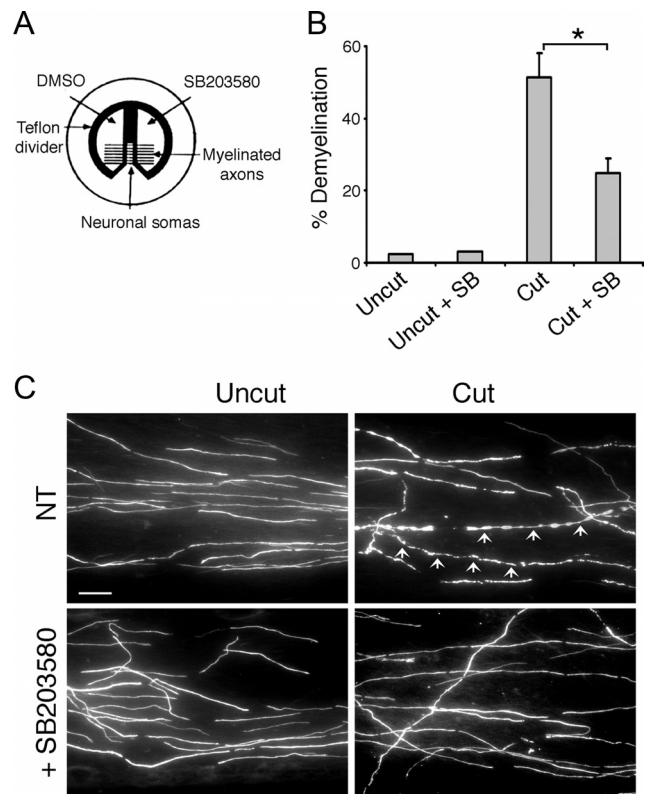 A
DMSO
SB203580
Teflon
divider
Myelinated
axons
Neuronal somas
B
% Demyelination
60
40
20
0
*
Uncut
Uncut + SB
Cut
Cut + SB
C
Uncut
Cut
NT
+ SB203580